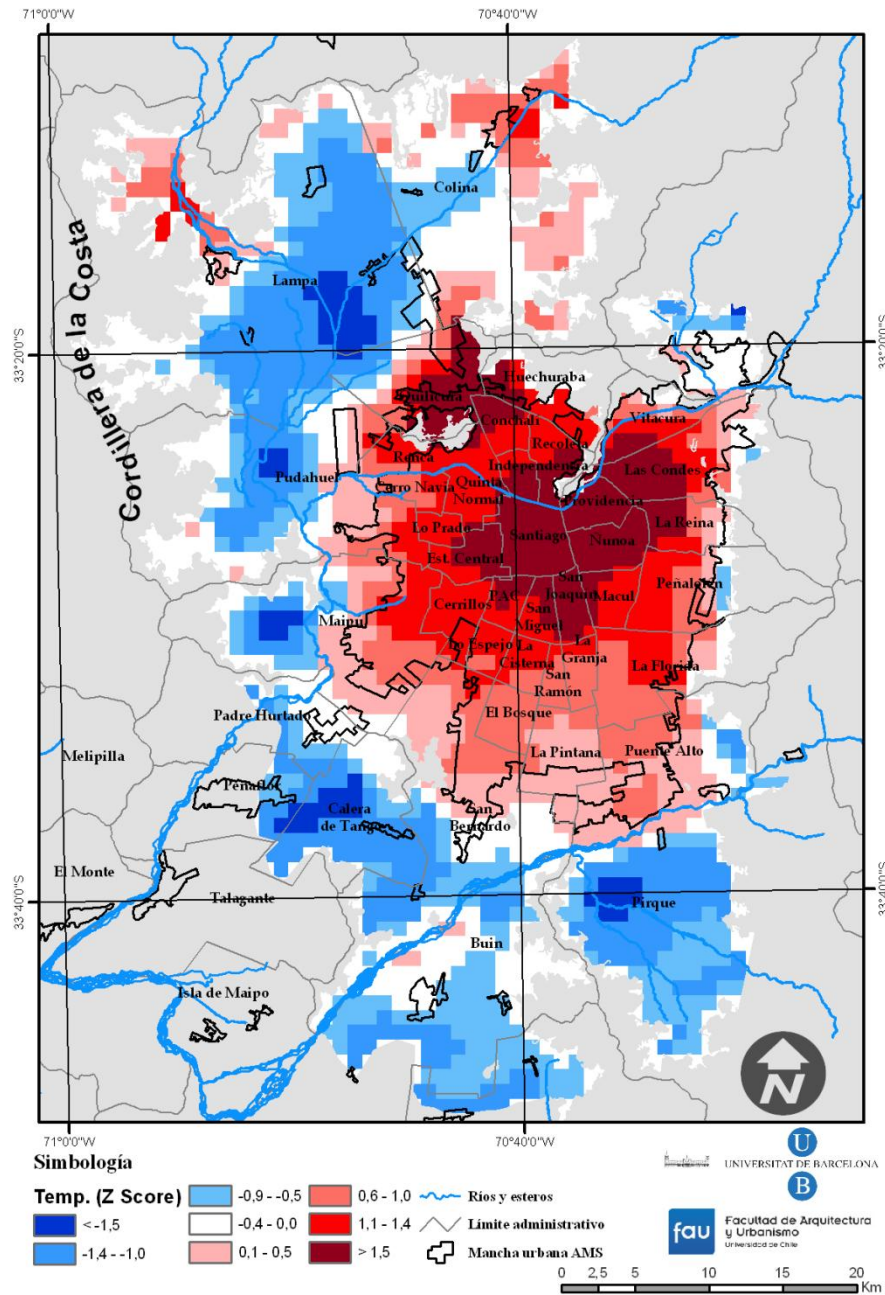 71°0'0"W
70°40'0"W
Colina
Cordillera de la Costa
Lampa
33°20'0"S
33°20'0"S
Huechuraba
Quilicura
Conchalí
Vitacura
Recoleta
Renca
Independencia
Las Condes
Pudahuel
Quinta
Normal
Cerro Navia
Providencia
Lo Prado
Santiago
La Reina
Nunoa
Est. Central
San
Joaquin
Peñalolén
PAC
Macul
Cerrillos
San
Miguel
Maipu
Lo Espejo
La
Cisterna
La
Granja
La Florida
San
Ramón
Padre Hurtado
El Bosque
Melipilla
La Pintana
Puente Alto
Peñaflor
Calera
de Tango
San
Bernardo
El Monte
Talagante
33°40'0"S
33°40'0"S
Pirque
Buin
Isla de Maipo
N
71°0'0"W
70°40'0"W
Simbología
Temp. (Z Score)
< -1,5
-1,4 - -1,0
-0,9 - -0,5
-0,4 - 0,0
0,1 - 0,5
0,6 - 1,0
1,1 - 1,4
> 1,5
Ríos y esteros
Límite administrativo
Mancha urbana AMS
U
UNIVERSITAT DE BARCELONA
B
fau
Facultad de Arquitectura
y Urbanismo
Universidad de Chile
0 2,5 5 10 15 20
Km